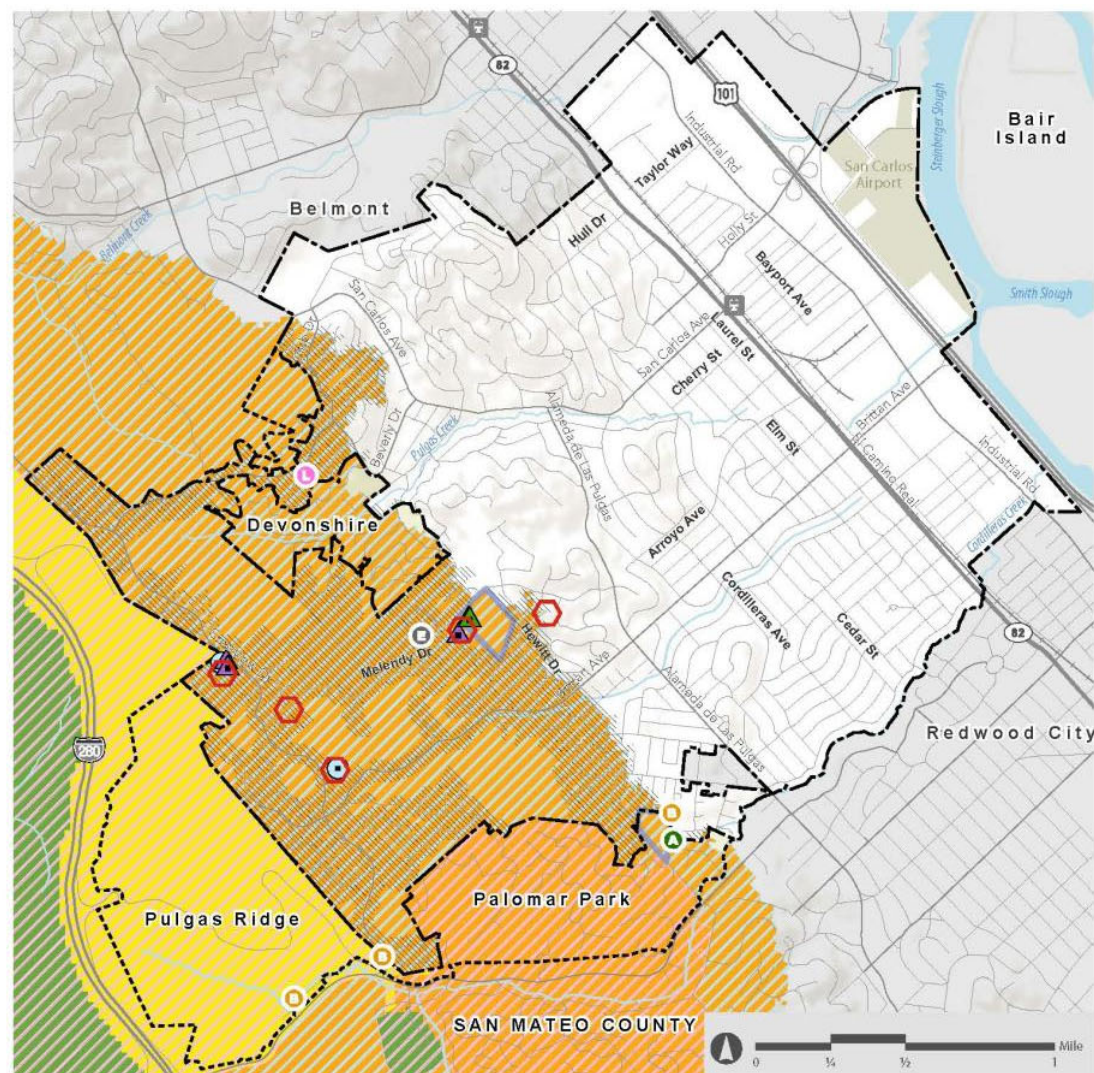 82
101
Bair
Island
Steinberger Slough
Industrial Rd
San Carlos
Airport
Taylor Way
Belmont
Belmont Creek
Hull Dr
Holly St
Bayport Ave
Smith Slough
San Carlos Ave
San Carlos Ave
Laurel St
Cherry St
Brittan Ave
Alameda de Las Pulgas
Elm St
El Camino Real
Industrial Rd
Beverly Dr
Pulgas Creek
L
Cordilleras Creek
Devonshire
Arroyo Ave
Cordilleras Ave
Cedar St
82
E
Melendy Dr
Hewitt Dr
Alameda de Las Pulgas
Redwood City
280
Palomar Park
Pulgas Ridge
SAN MATEO COUNTY
0
¼
½
1
Mile